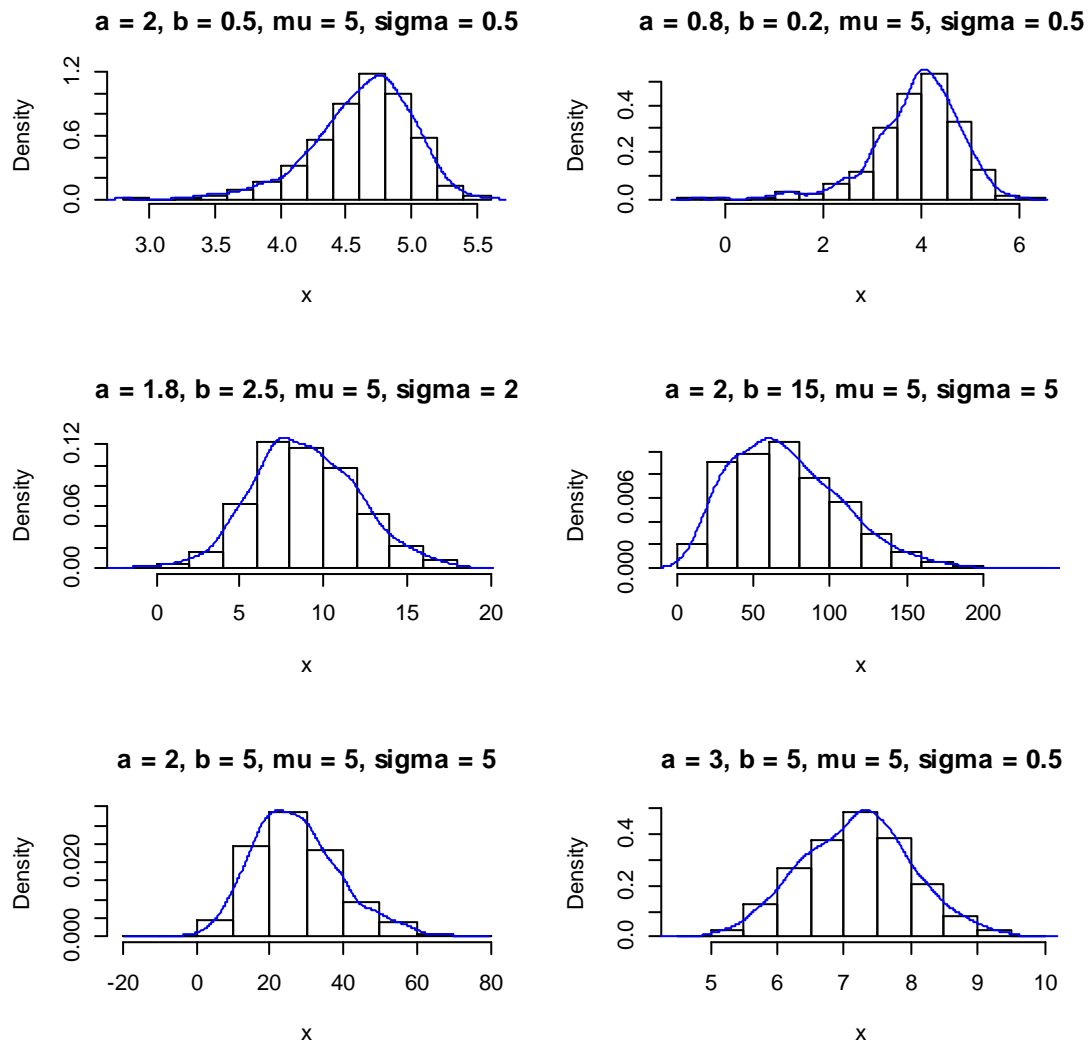 a = 2, b = 0.5, mu = 5, sigma = 0.5
Density
0.0 0.6 1.2
3.0 3.5 4.0 4.5 5.0 5.5
x
a = 0.8, b = 0.2, mu = 5, sigma = 0.5
Density
0.0 0.2 0.4
0 2 4 6
x
a = 1.8, b = 2.5, mu = 5, sigma = 2
Density
0.00 0.06 0.12
0 5 10 15 20
x
a = 2, b = 15, mu = 5, sigma = 5
Density
0.000 0.006
0 50 100 150 200
x
a = 2, b = 5, mu = 5, sigma = 5
Density
0.000 0.020
-20 0 20 40 60 80
x
a = 3, b = 5, mu = 5, sigma = 0.5
Density
0.0 0.2 0.4
5 6 7 8 9 10
x